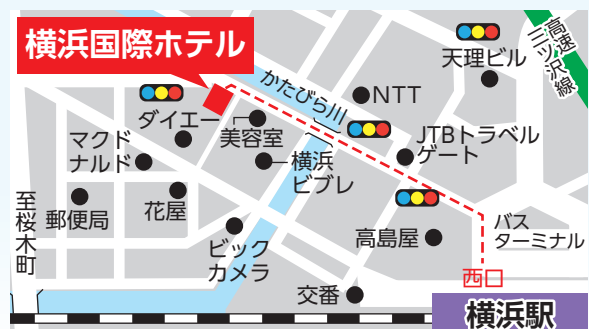 横浜国際ホテル
かたびら川
NTT
天理ビル
高速
三ツ沢線
ダイエー
美容室
JTBトラベル
ゲート
マクド
ナルド
横浜
ビブレ
至桜木町
郵便局
花屋
ビック
カメラ
高島屋
バス
ターミナル
交番
西口
横浜駅